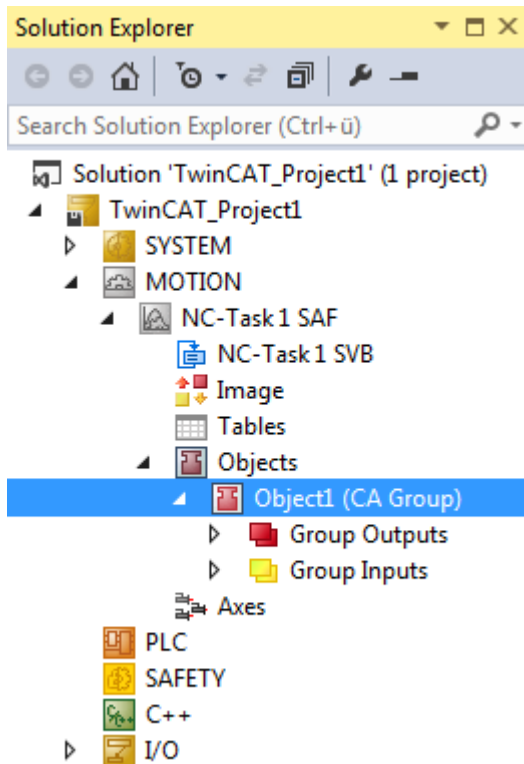 Solution Explorer
Search Solution Explorer (Ctrl+ü)
Solution 'TwinCAT_Project1' (1 project)
TwinCAT_Project1
SYSTEM
MOTION
NC-Task 1 SAF
NC-Task 1 SVB
Image
Tables
Objects
Object1 (CA Group)
Group Outputs
Group Inputs
Axes
PLC
SAFETY
C++
I/O